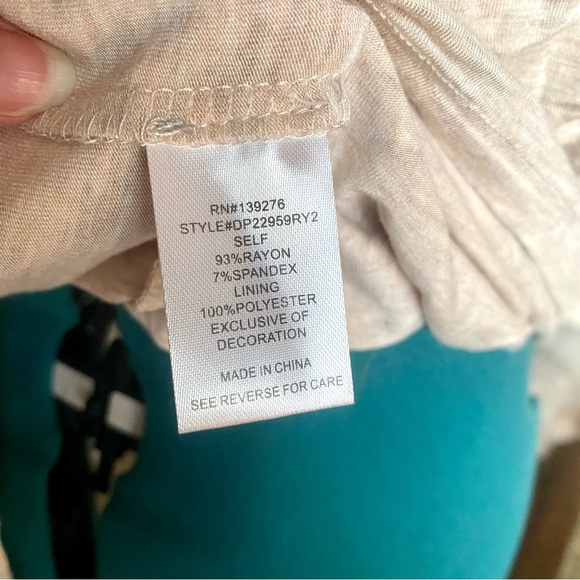 RN#139276
STYLE#DP22959RY2
SELF
93%RAYON
7%SPANDEX
LINING
100%POLYESTER
EXCLUSIVE OF
DECORATION
MADE IN CHINA
SEE REVERSE FOR CARE